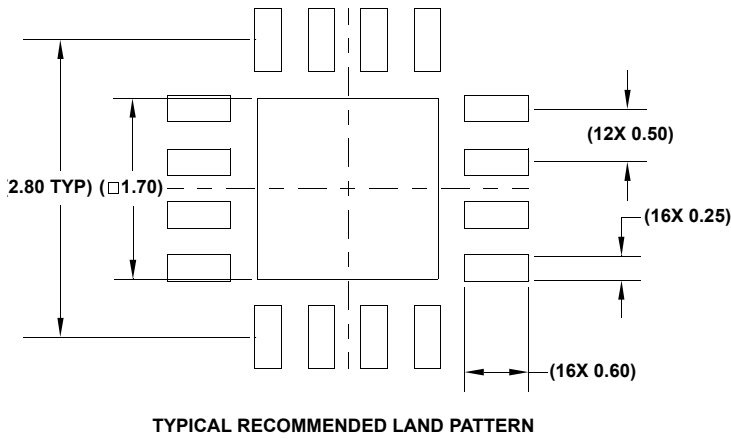 (12X 0.50)
2.80 TYP) (□1.70)
(16X 0.25)
(16X 0.60)
TYPICAL RECOMMENDED LAND PATTERN